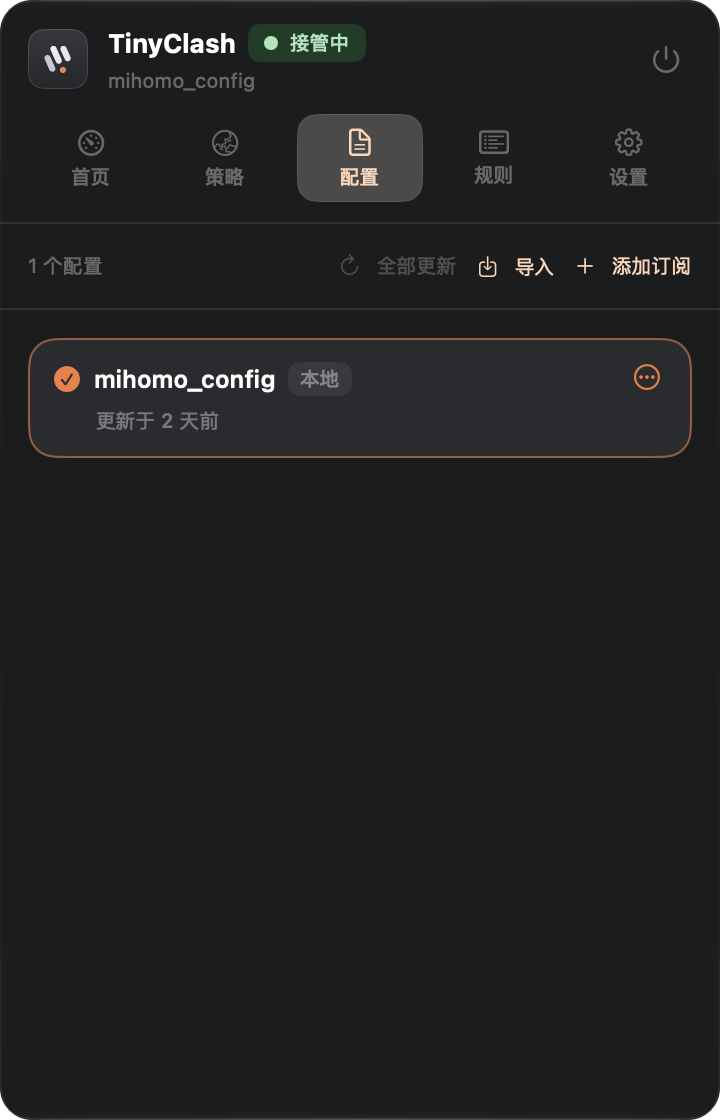 TinyClash 接管中
mihomo_config
首页 策略 配置 规则 设置
1 个配置 全部更新 导入 添加订阅
mihomo_config 本地
更新于 2 天前